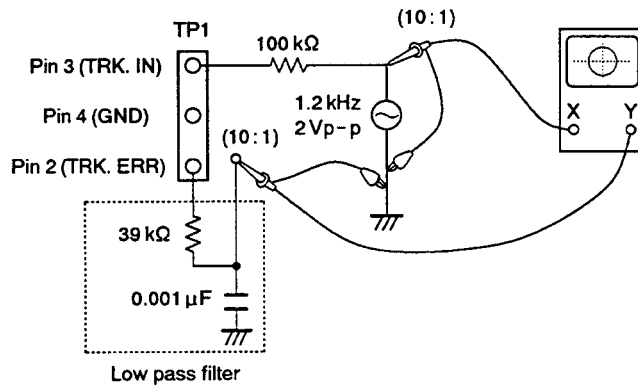 TP1
(10 : 1)
100 kΩ
Pin 3 (TRK. IN)
Pin 4 (GND)
1.2 kHz
2 Vp-p
X
Y
(10 : 1)
Pin 2 (TRK. ERR)
39 kΩ
0.001 µF
Low pass filter